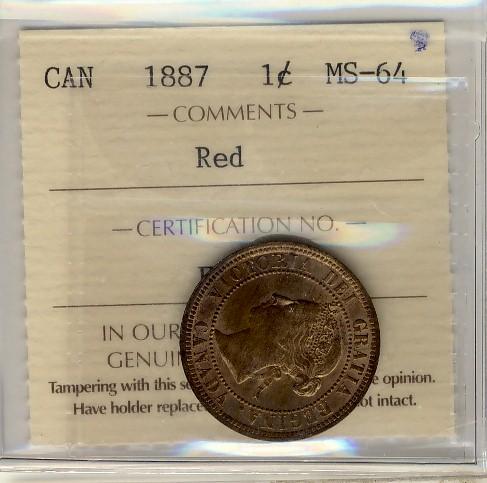 CAN 1887 1¢ MS-64
— COMMENTS —
Red
— CERTIFICATION NO. —
IN OUR
GENUIN
Tampering with this se e opinion.
Have holder replace ot intact.
VICTORIA DEI GRATIA REGINA. CANADA